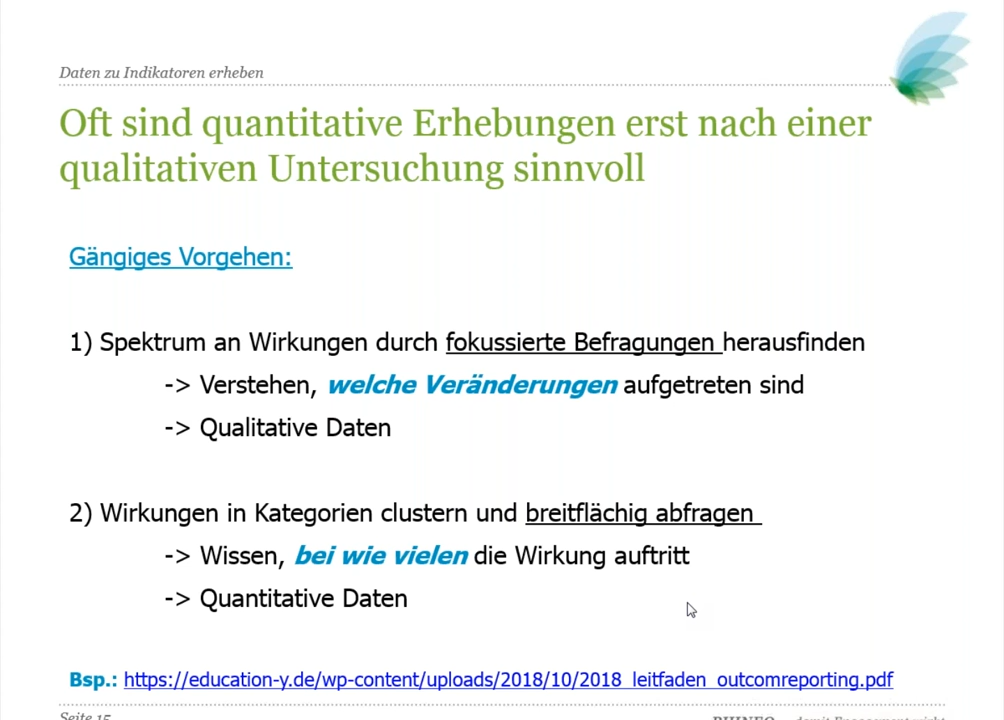 Daten zu Indikatoren erheben
Oft sind quantitative Erhebungen erst nach einer
qualitativen Untersuchung sinnvoll
Gängiges Vorgehen:
1) Spektrum an Wirkungen durch fokussierte Befragungen herausfinden
-> Verstehen, welche Veränderungen aufgetreten sind
-> Qualitative Daten
2) Wirkungen in Kategorien clustern und breitflächig abfragen
-> Wissen, bei wie vielen die Wirkung auftritt
-> Quantitative Daten
Bsp.: https://education-y.de/wp-content/uploads/2018/10/2018_leitfaden_outcomreporting.pdf
Seite 15